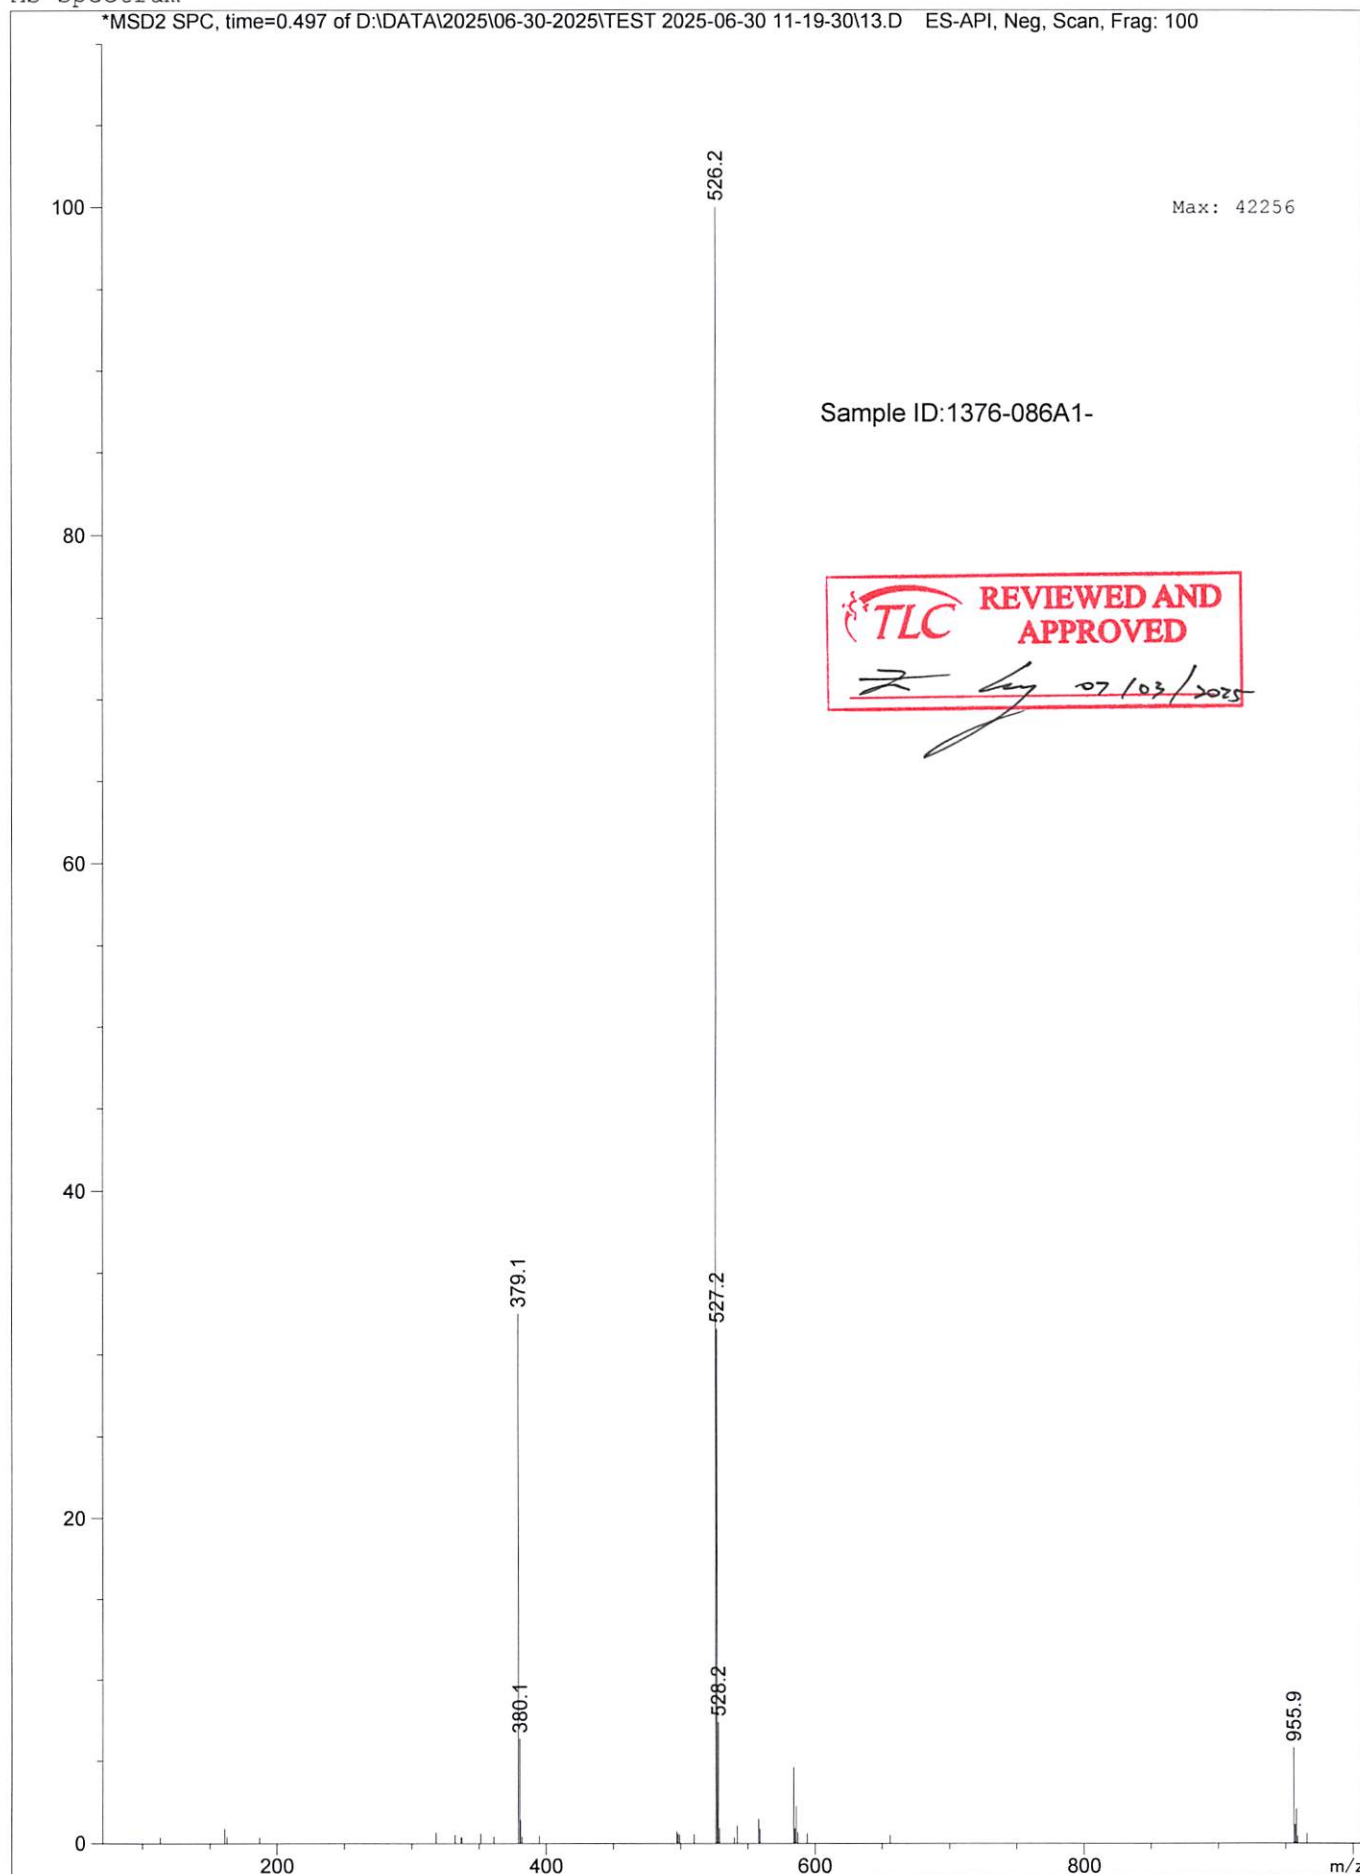 *MSD2 SPC, time=0.497 of D:\DATA\2025\06-30-2025\TEST 2025-06-30 11-19-30\13.D ES-API, Neg, Scan, Frag: 100
526.2
100
Max: 42256
Sample ID:1376-086A1-
80
TLC REVIEWED AND
APPROVED
07/03/2025
60
40
379.1
527.2
20
528.2
380.1
955.9
0
200 400 600 800 m/z